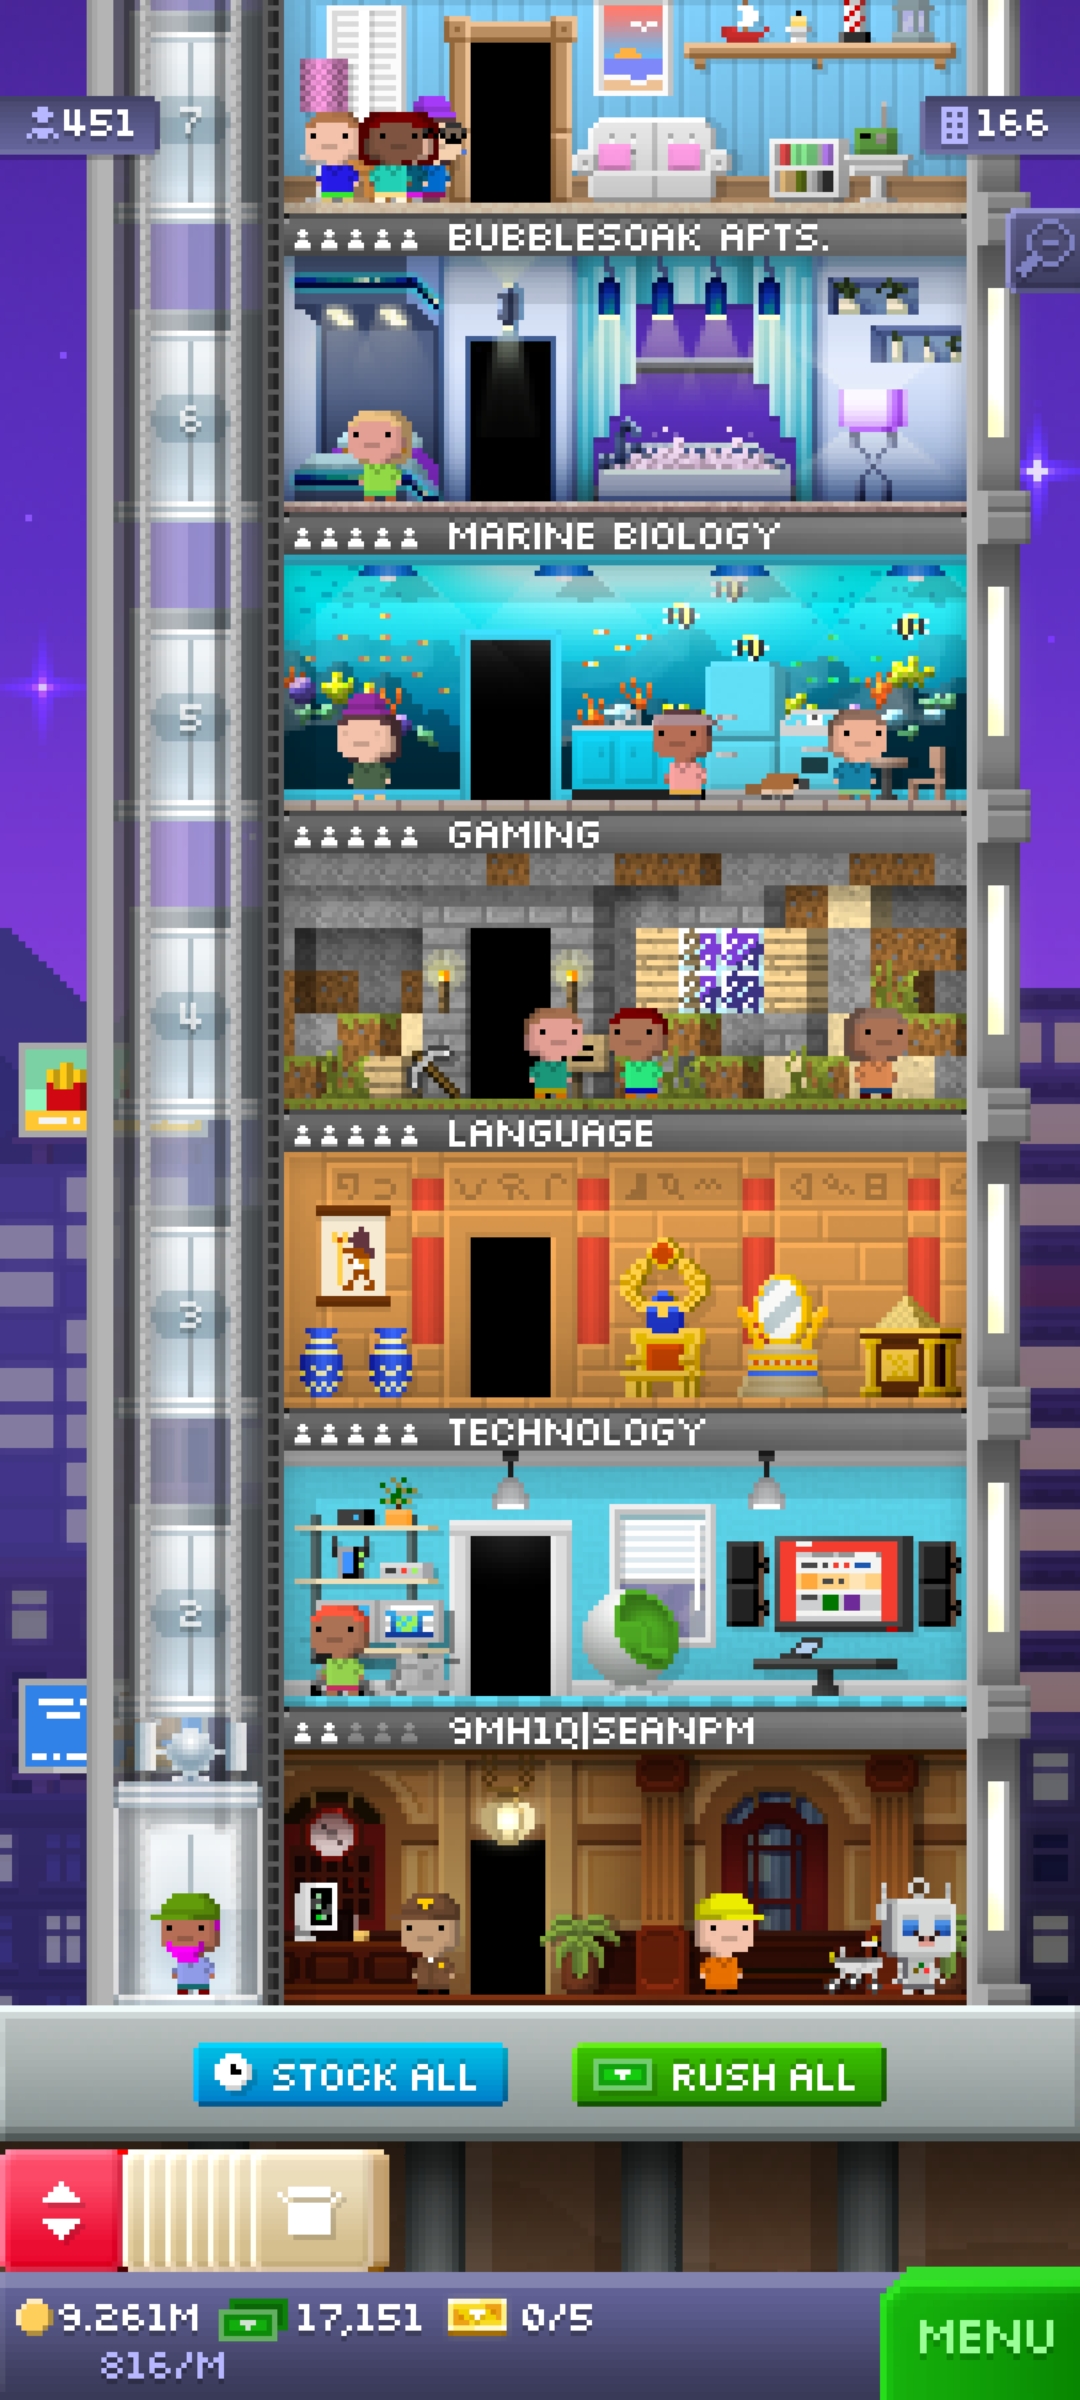 451
7
166
BUBBLESOAK APTS.
6
MARINE BIOLOGY
5
GAMING
4
LANGUAGE
3
TECHNOLOGY
2
9MH1Q|SEANPM
STOCK ALL
RUSH ALL
9.261M
17,151
0/5
816/M
MENU